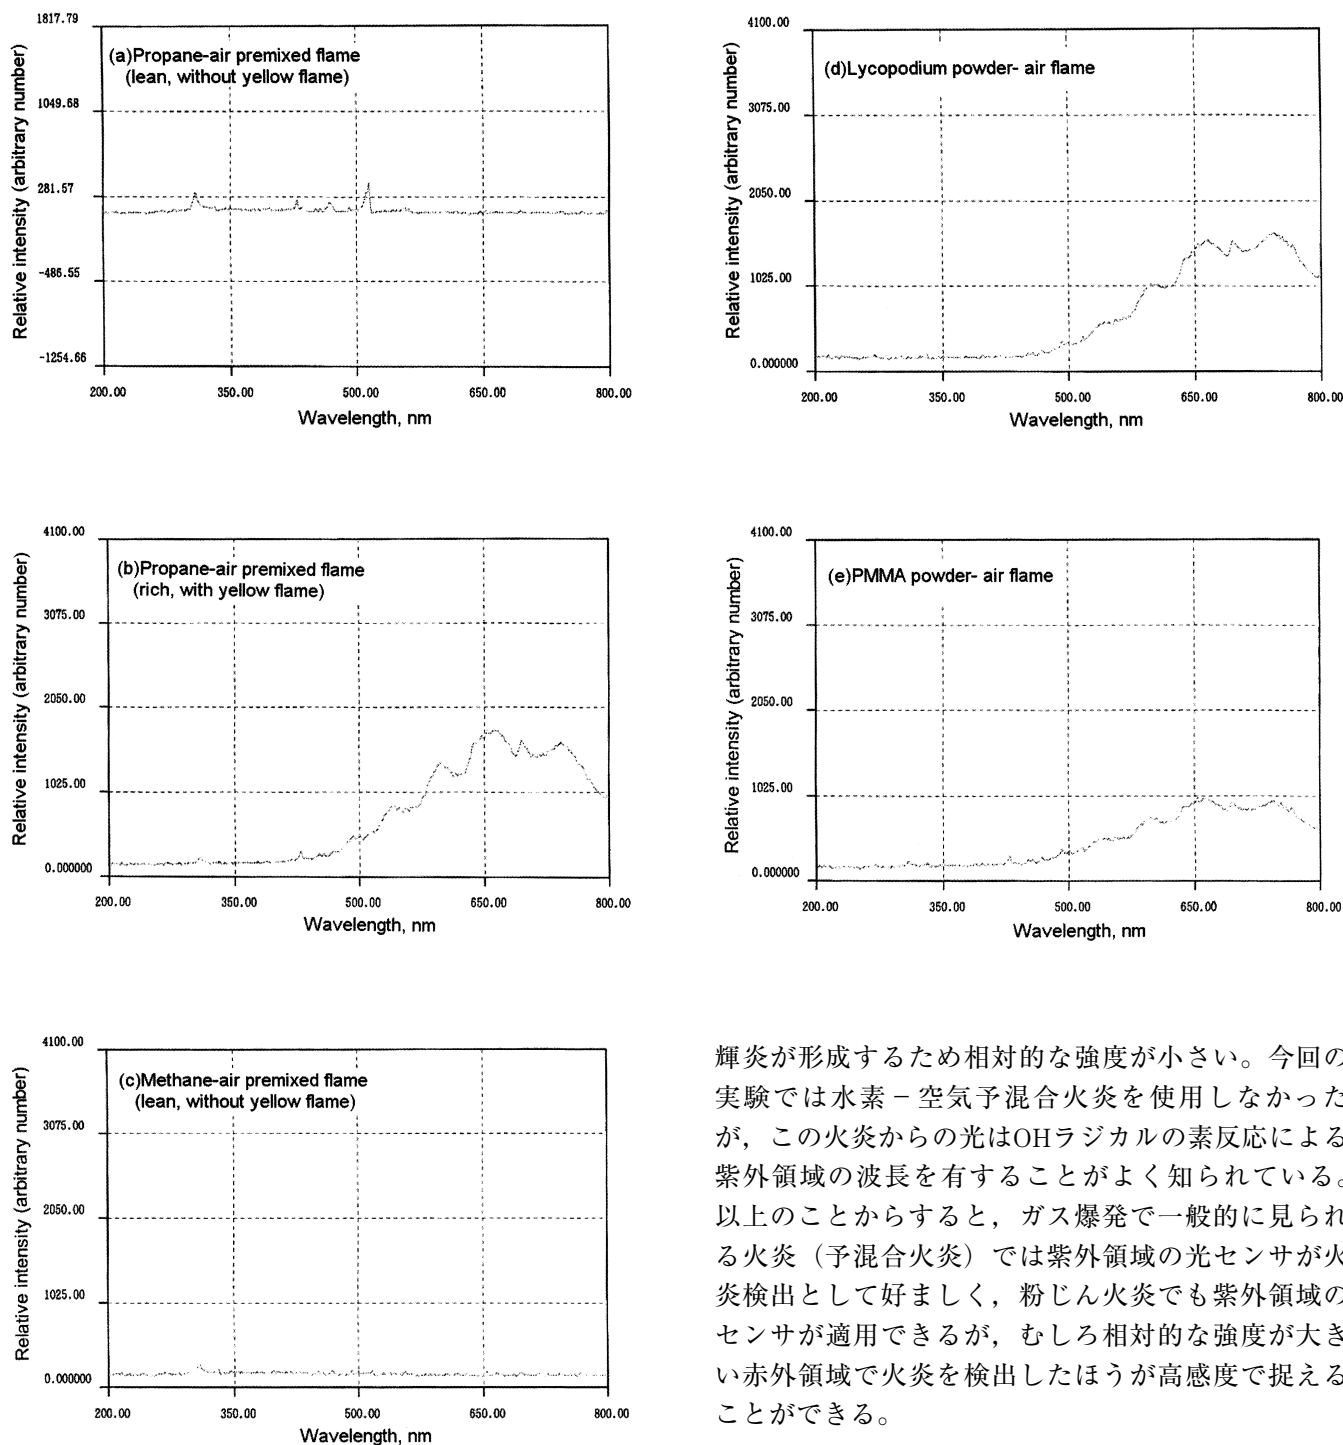 1817.79
1049.68
281.57
-486.55
-1254.66
Relative intensity (arbitrary number)
(a)Propane-air premixed flame
(lean, without yellow flame)
200.00 350.00 500.00 650.00 800.00
Wavelength, nm
4100.00
3075.00
2050.00
1025.00
0.000000
Relative intensity (arbitrary number)
(b)Propane-air premixed flame
(rich, with yellow flame)
200.00 350.00 500.00 650.00 800.00
Wavelength, nm
4100.00
3075.00
2050.00
1025.00
0.000000
Relative intensity (arbitrary number)
(c)Methane-air premixed flame
(lean, without yellow flame)
200.00 350.00 500.00 650.00 800.00
Wavelength, nm
4100.00
3075.00
2050.00
1025.00
0.000000
Relative intensity (arbitrary number)
(d)Lycopodium powder- air flame
200.00 350.00 500.00 650.00 800.00
Wavelength, nm
4100.00
3075.00
2050.00
1025.00
0.000000
Relative intensity (arbitrary number)
(e)PMMA powder- air flame
200.00 350.00 500.00 650.00 800.00
Wavelength, nm
輝炎が形成するため相対的な強度が小さい。今回の
実験では水素－空気予混合火炎を使用しなかった
が，この火炎からの光はOHラジカルの素反応による
紫外領域の波長を有することがよく知られている。
以上のことからすると，ガス爆発で一般的に見られ
る火炎（予混合火炎）では紫外領域の光センサが火
炎検出として好ましく，粉じん火炎でも紫外領域の
センサが適用できるが，むしろ相対的な強度が大き
い赤外領域で火炎を検出したほうが高感度で捉える
ことができる。